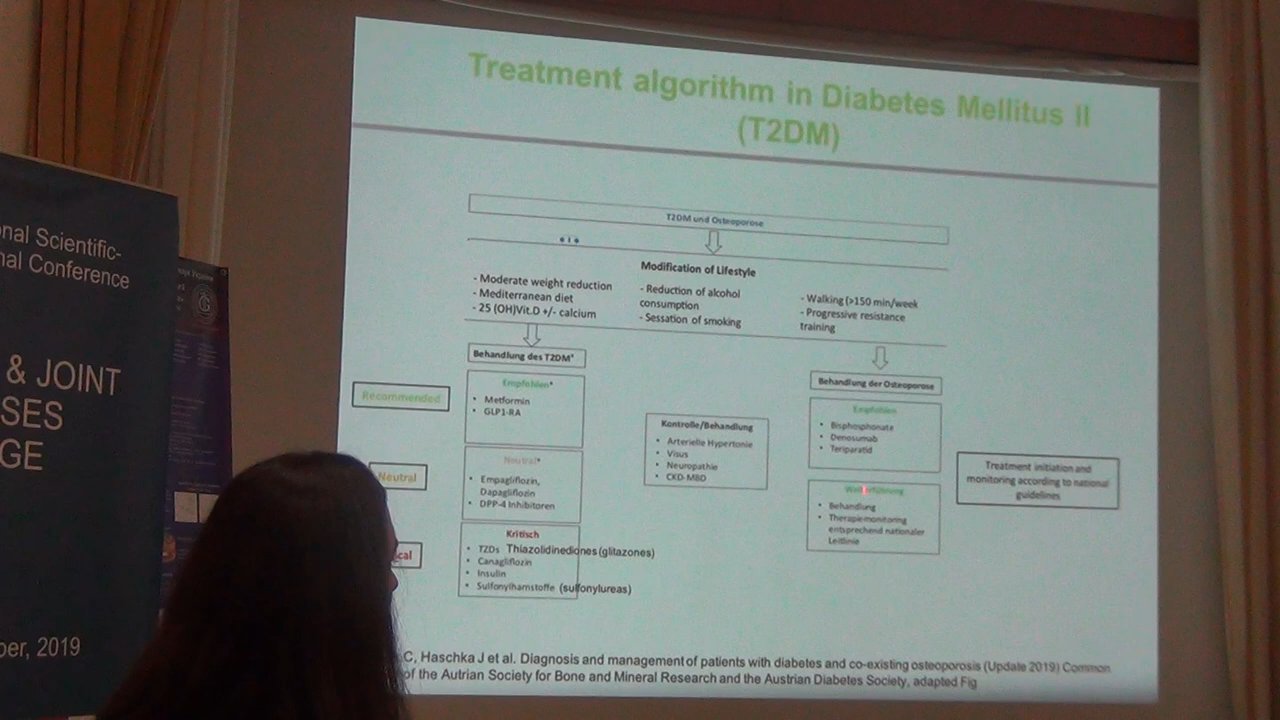 Treatment algorithm in Diabetes Mellitus II
(T2DM)
T2DM und Osteoporose
Modification of Lifestyle
- Moderate weight reduction
- Mediterranean diet
- 25 (OH)Vit.D +/- calcium
- Reduction of alcohol
consumption
- Sessation of smoking
- Walking (>150 min/week
- Progressive resistance
training
Behandlung des T2DM*
Recommended
Empfohlen*
• Metformin
• GLP1-RA
Neutral
Neutral*
• Empagliflozin,
Dapagliflozin
• DPP-4 Inhibitoren
cal
Kritisch
• TZDs Thiazolidinediones (glitazones)
• Canagliflozin
• Insulin
• Sulfonylharnstoffe (sulfonylureas)
Kontrolle/Behandlung
• Arterielle Hypertonie
• Visus
• Neuropathie
• CKD-MBD
Behandlung der Osteoporose
Empfohlen
• Bisphosphonate
• Denosumab
• Teriparatid
• Behandlung
• Therapiemonitoring
entsprechend nationaler
Leitlinie
Treatment initiation and
monitoring according to national
guidelines
C, Haschka J et al. Diagnosis and management of patients with diabetes and co-existing osteoporosis (Update 2019) Common
of the Autrian Society for Bone and Mineral Research and the Austrian Diabetes Society, adapted Fig
nal Scientific-
nal Conference
& JOINT
SES
GE
ber, 2019